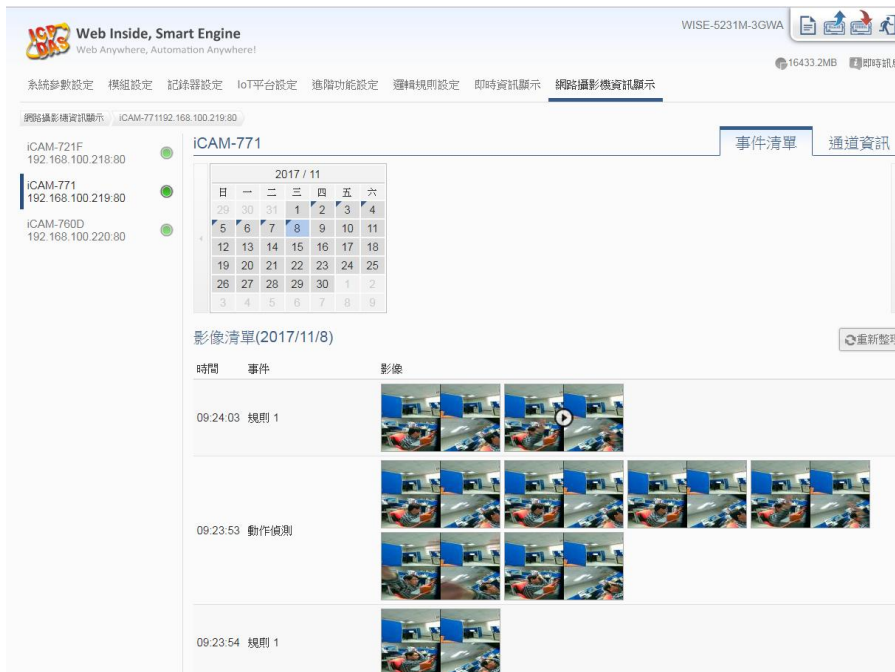 ICP DAS
Web Inside, Smart Engine
Web Anywhere, Automation Anywhere!
WISE-5231M-3GWA
16433.2MB 即時訊
系統參數設定 模組設定 記錄器設定 IoT平台設定 進階功能設定 邏輯規則設定 即時資訊顯示 網路攝影機資訊顯示
網路攝影機資訊顯示 iCAM-771192.168.100.219:80
iCAM-721F
192.168.100.218:80
iCAM-771
192.168.100.219:80
iCAM-760D
192.168.100.220:80
iCAM-771
事件清單 通道資訊
2017 / 11
日 一 二 三 四 五 六
29 30 31 1 2 3 4
5 6 7 8 9 10 11
12 13 14 15 16 17 18
19 20 21 22 23 24 25
26 27 28 29 30 1 2
3 4 5 6 7 8 9
影像清單(2017/11/8)
重新整理
時間 事件 影像
09:24:03 規則 1
09:23:53 動作偵測
09:23:54 規則 1